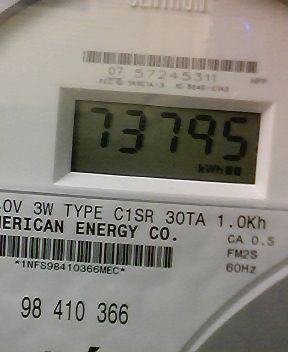 07 57245311
73795
kWh
0V 3W TYPE C1SR 30TA 1.0Kh
MERICAN ENERGY CO.
CA 0.5
FM2S
60Hz
*1NFS98410366MEC*
98 410 366